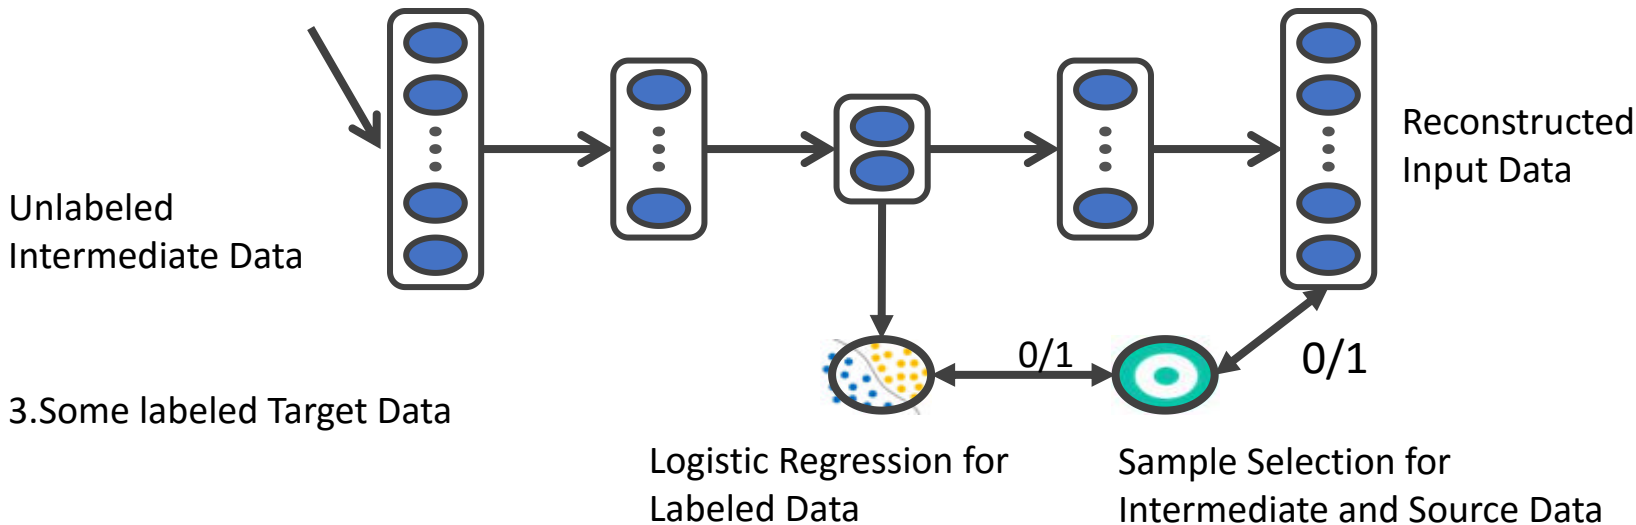 Unlabeled
Intermediate Data
3.Some labeled Target Data
Reconstructed
Input Data
0/1
0/1
Logistic Regression for
Labeled Data
Sample Selection for
Intermediate and Source Data